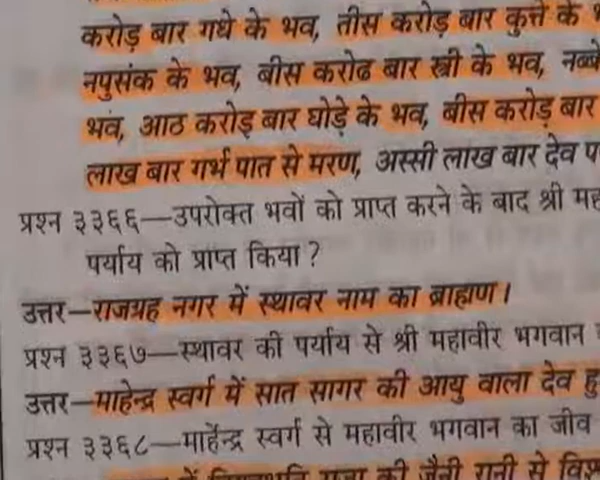 करोड़ बार गधे के भव, तीस करोड़ बार कुत्ते के
नपुसंक के भव, बीस करोढ बार स्त्री के भव, नब्बे
भव, आठ करोड़ बार घोड़े के भव, बीस करोड़ बार
लाख बार गर्भ पात से मरण, अस्सी लाख बार देव
प्रश्न ३३६६—उपरोक्त भवों को प्राप्त करने के बाद श्री
पर्याय को प्राप्त किया ?
उत्तर—राजग्रह नगर में स्थावर नाम का ब्राह्मण।
प्रश्न ३३६७—स्थावर की पर्याय से श्री महावीर भगवान
उत्तर—माहेन्द्र स्वर्ग में सात सागर की आयु वाला देव
प्रश्न ३३६८—माहेंन्द्र स्वर्ग से महावीर भगवान का जीव
की जैनी रानी से